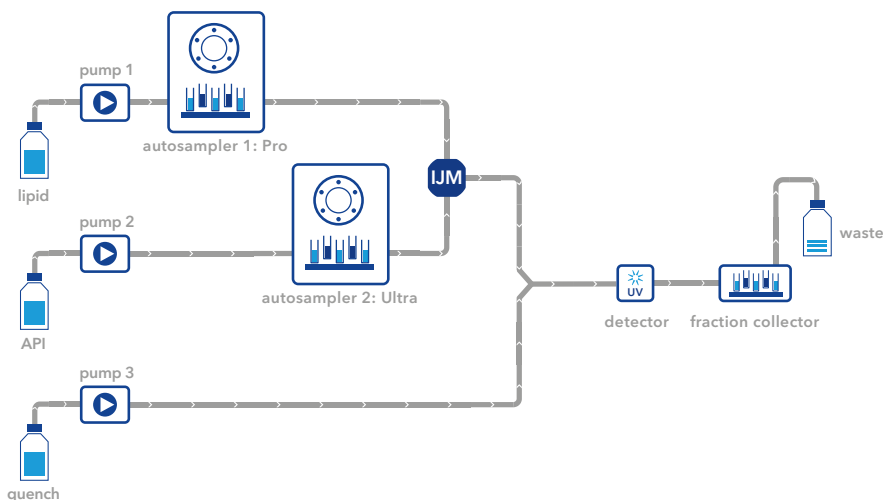 pump 1
autosampler 1: Pro
lipid
IJM
pump 2
waste
autosampler 2: Ultra
UV
detector
fraction collector
API
pump 3
quench